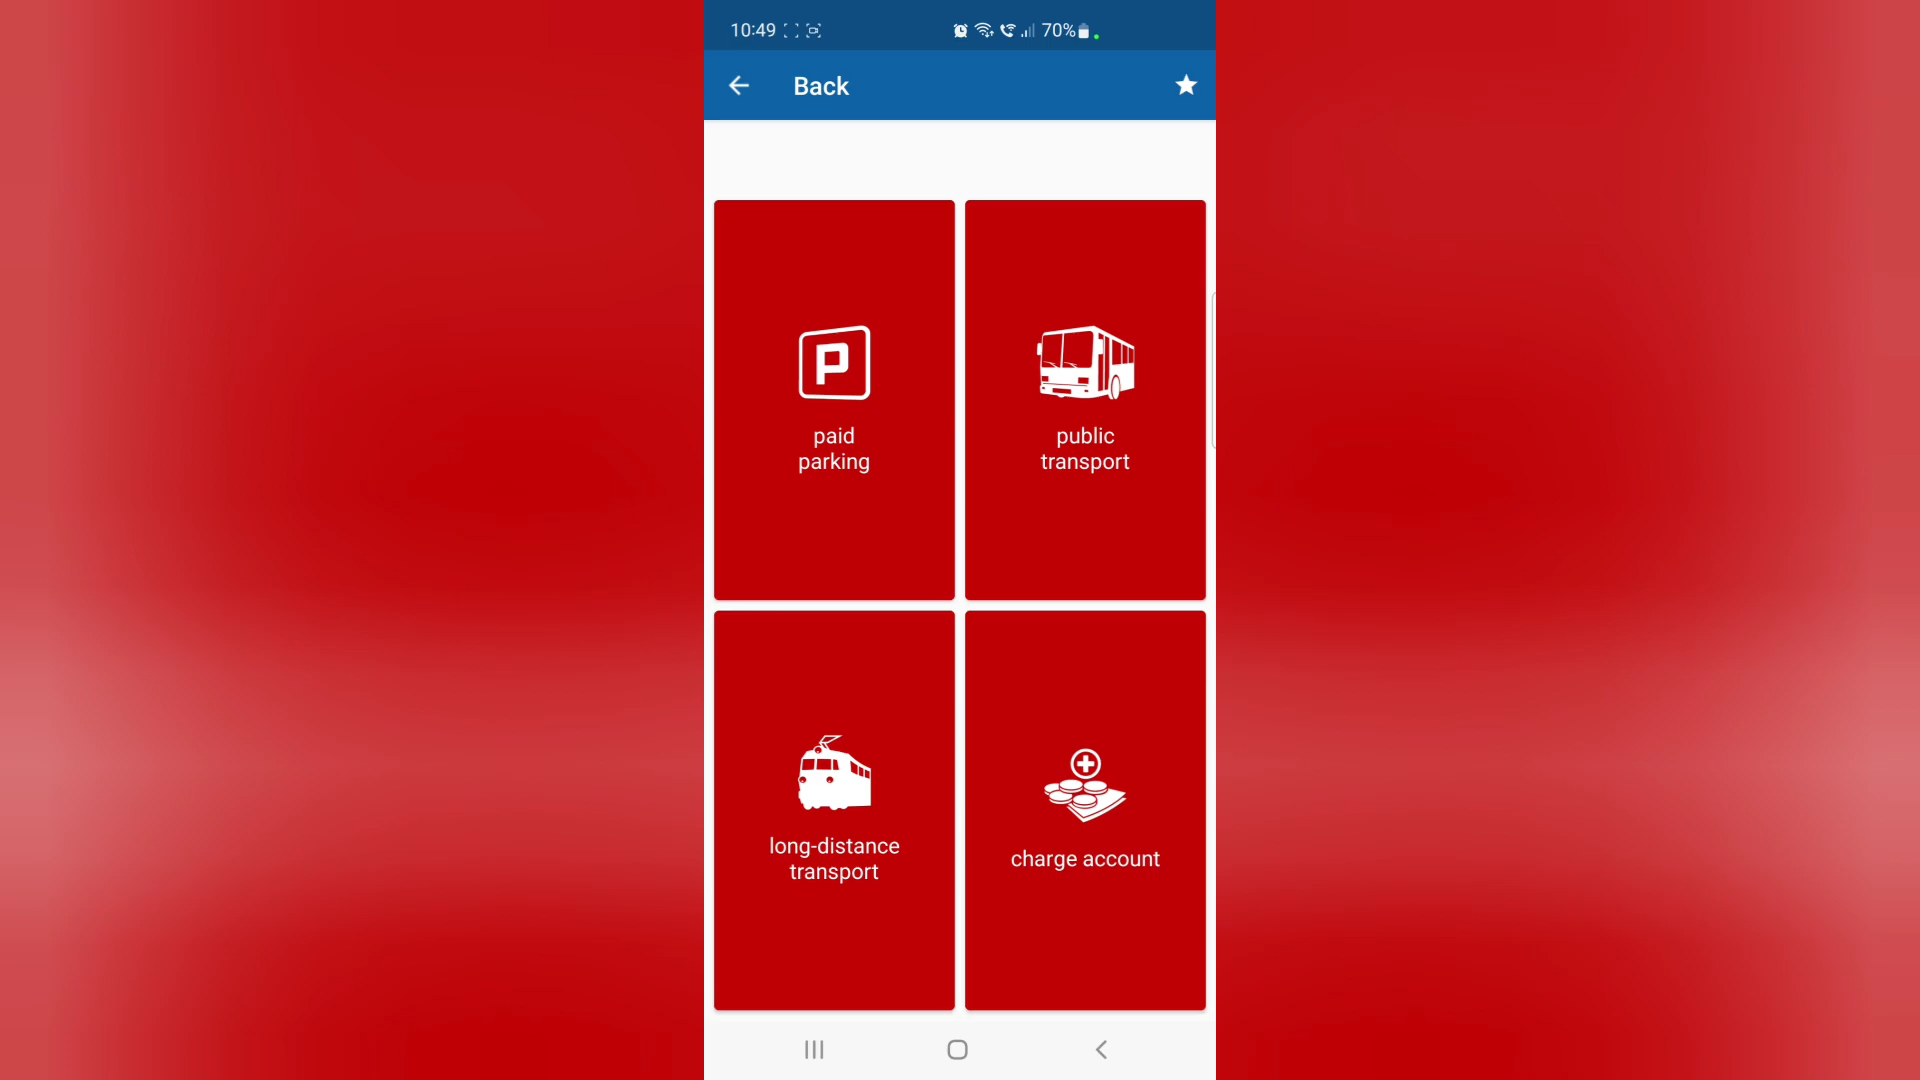 10:49 70%
Back
P
paid
parking
public
transport
long-distance
transport
charge account